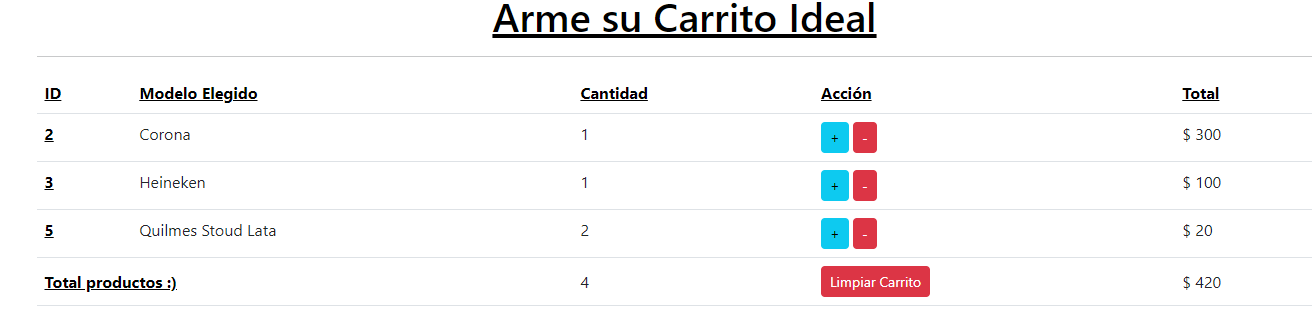 Arme su Carrito Ideal
ID Modelo Elegido Cantidad Acción Total
2 Corona 1 + - $ 300
3 Heineken 1 + - $ 100
5 Quilmes Stoud Lata 2 + - $ 20
Total productos :) 4 Limpiar Carrito $ 420